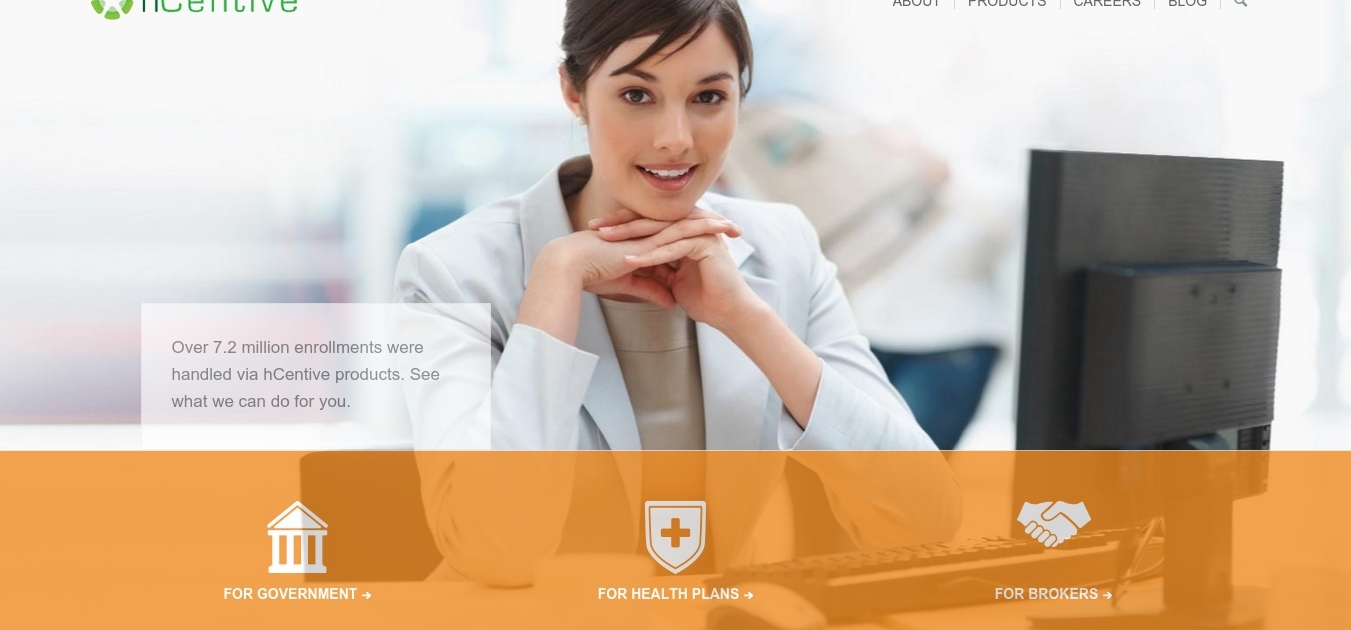 hCentive
ABOUT
PRODUCTS
CAREERS
BLOG
Over 7.2 million enrollments were
handled via hCentive products. See
what we can do for you.
FOR GOVERNMENT
FOR HEALTH PLANS
FOR BROKERS